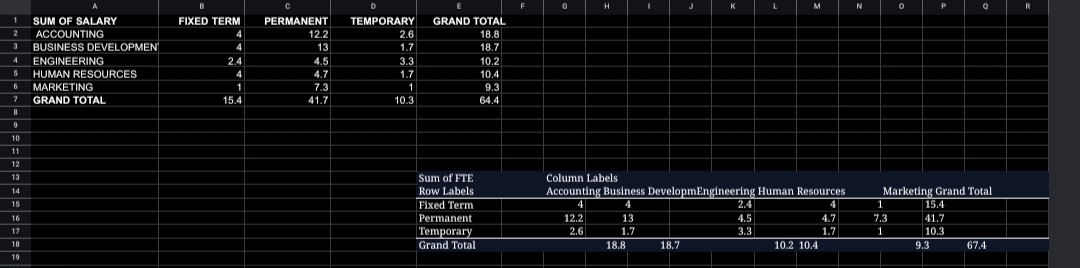 A B C D E F G H I J K L M N O P Q R
1 SUM OF SALARY FIXED TERM PERMANENT TEMPORARY GRAND TOTAL
2 ACCOUNTING 4 12.2 2.6 18.8
3 BUSINESS DEVELOPMEN 4 13 1.7 18.7
4 ENGINEERING 2.4 4.5 3.3 10.2
5 HUMAN RESOURCES 4 4.7 1.7 10.4
6 MARKETING 1 7.3 1 9.3
7 GRAND TOTAL 15.4 41.7 10.3 64.4
8
9
10
11
12
13 Sum of FTE Column Labels
14 Row Labels Accounting Business DevelopmEngineering Human Resources Marketing Grand Total
15 Fixed Term 4 4 2.4 4 1 15.4
16 Permanent 12.2 13 4.5 4.7 7.3 41.7
17 Temporary 2.6 1.7 3.3 1.7 1 10.3
18 Grand Total 18.8 18.7 10.2 10.4 9.3 67.4
19